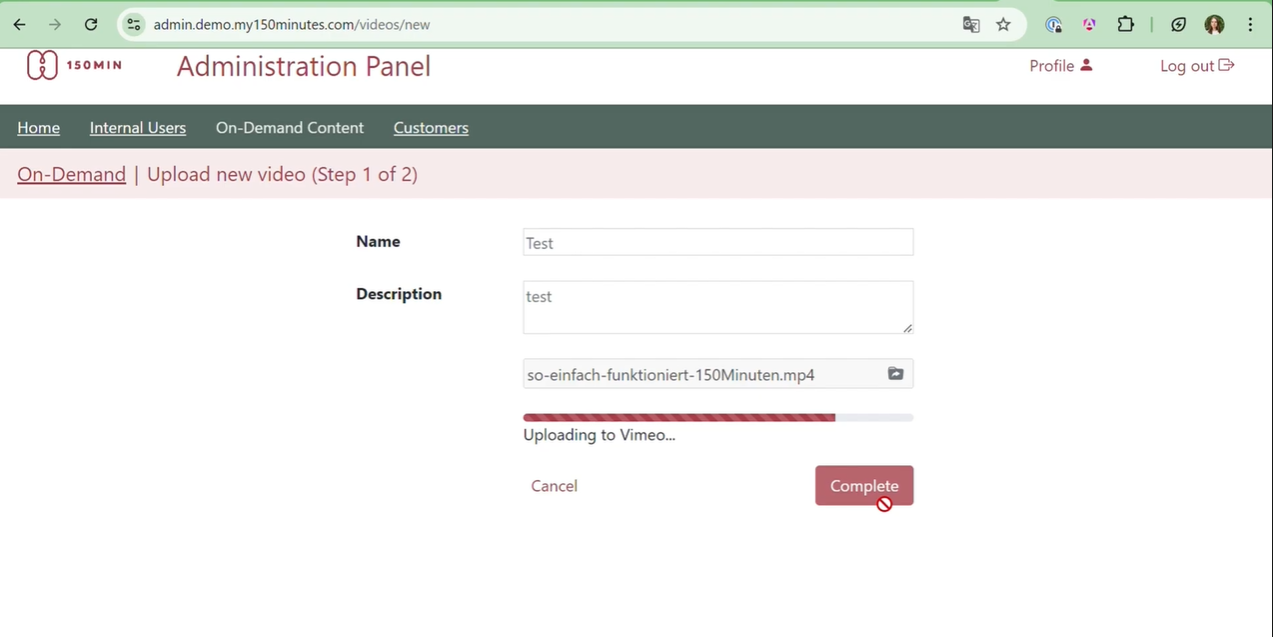 admin.demo.my150minutes.com/videos/new
150MIN
Administration Panel
Profile
Log out
Home
Internal Users
On-Demand Content
Customers
On-Demand | Upload new video (Step 1 of 2)
Name
Test
Description
test
so-einfach-funktioniert-150Minuten.mp4
Uploading to Vimeo...
Cancel
Complete